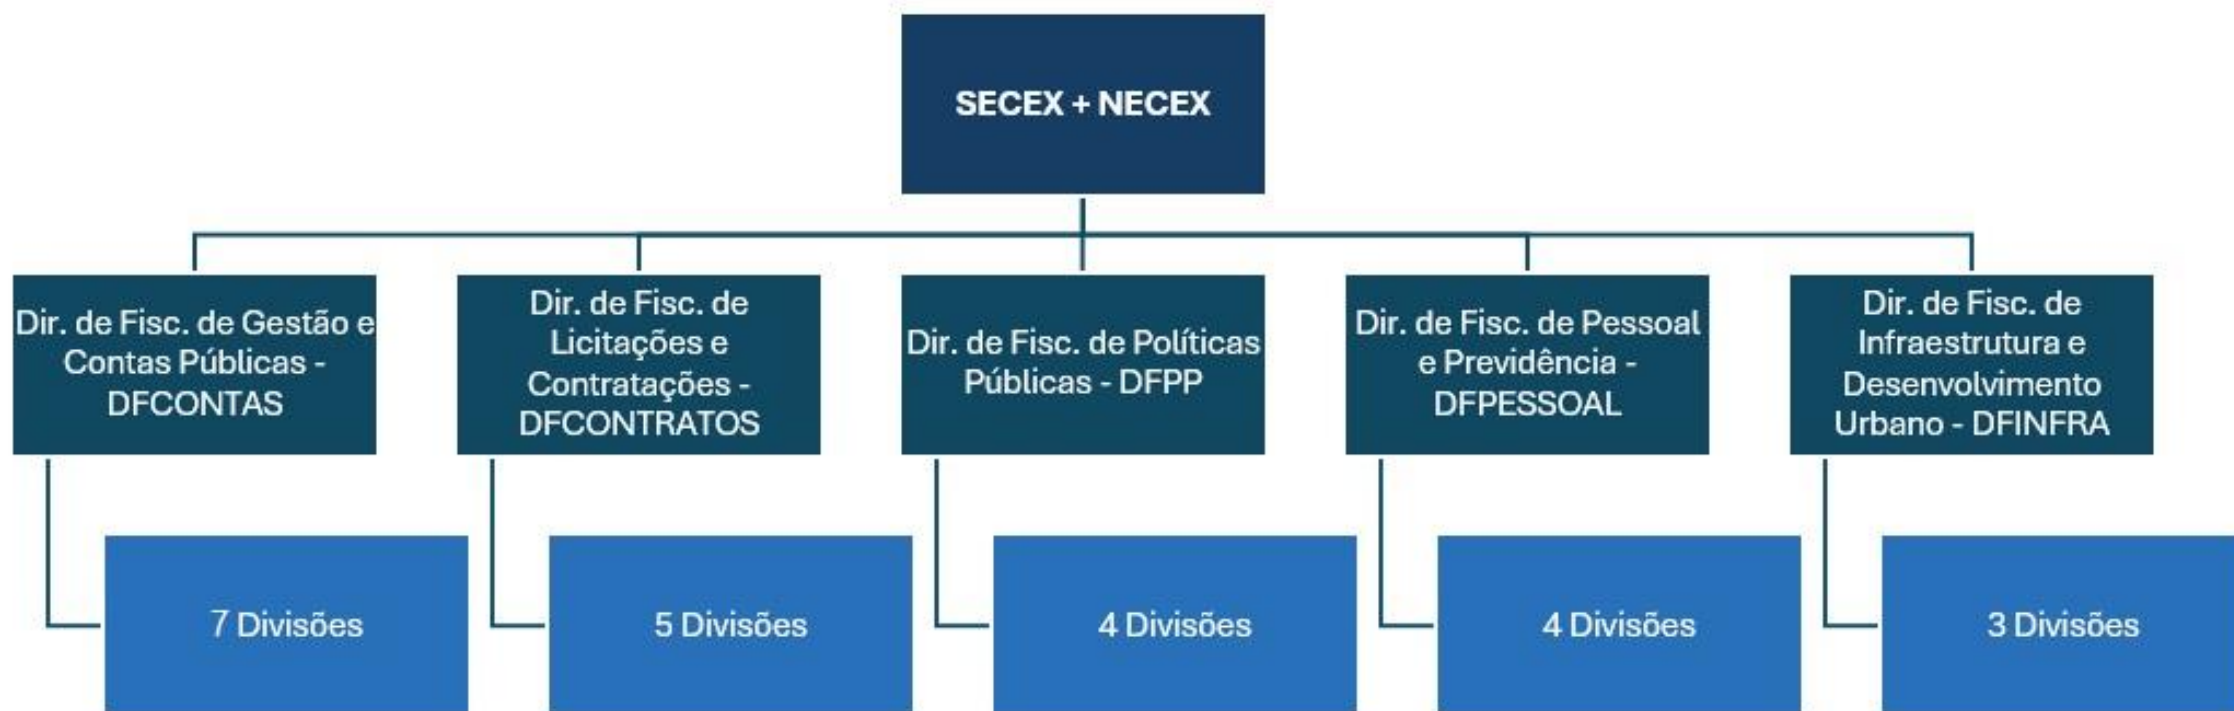 SECEX + NECEX
Dir. de Fisc. de Gestão e
Contas Públicas -
DFCONTAS
Dir. de Fisc. de
Licitações e
Contratações -
DFCONTRATOS
Dir. de Fisc. de Políticas
Públicas - DFPP
Dir. de Fisc. de Pessoal
e Previdência -
DFPESSOAL
Dir. de Fisc. de
Infraestrutura e
Desenvolvimento
Urbano - DFINFRA
7 Divisões
5 Divisões
4 Divisões
4 Divisões
3 Divisões